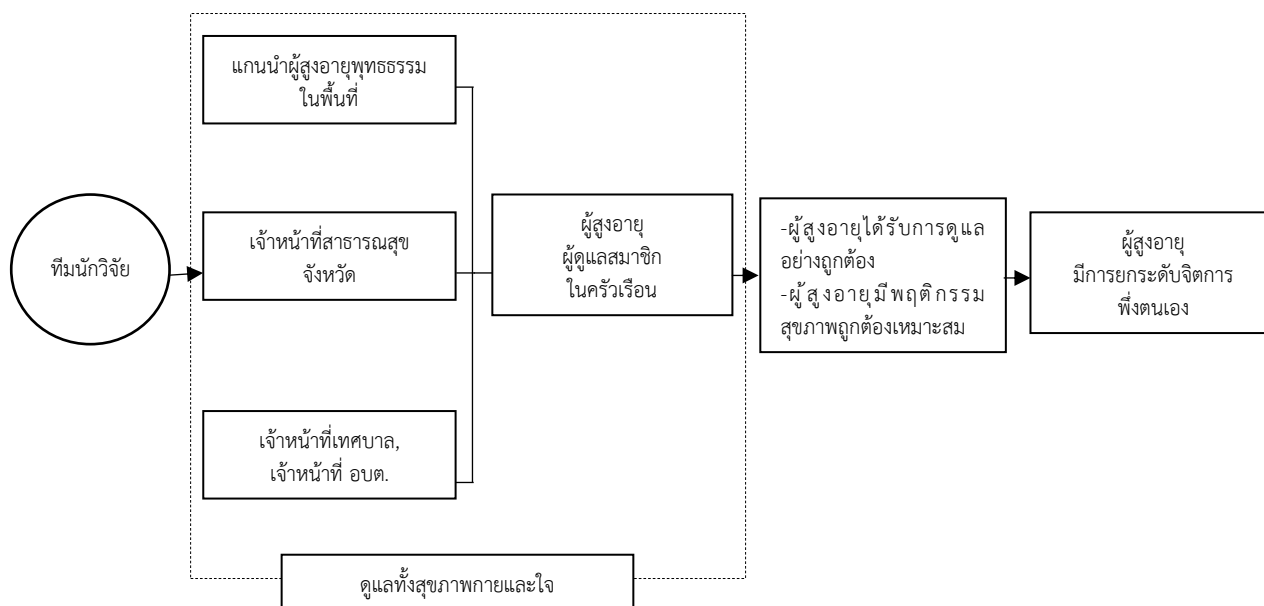 แกนนำผู้สูงอายุพุทธธรรม
ในพื้นที่
ทีมนักวิจัย
เจ้าหน้าที่สาธารณสุข
จังหวัด
เจ้าหน้าที่เทศบาล,
เจ้าหน้าที่ อบต.
ผู้สูงอายุ
ผู้ดูแลสมาชิก
ในครัวเรือน
-ผู้สูงอายุได้รับการดูแล
อย่างถูกต้อง
-ผู้สูงอายุมีพฤติกรรม
สุขภาพถูกต้องเหมาะสม
ผู้สูงอายุ
มีการยกระดับจิตการ
พึ่งตนเอง
ดูแลทั้งสุขภาพกายและใจ